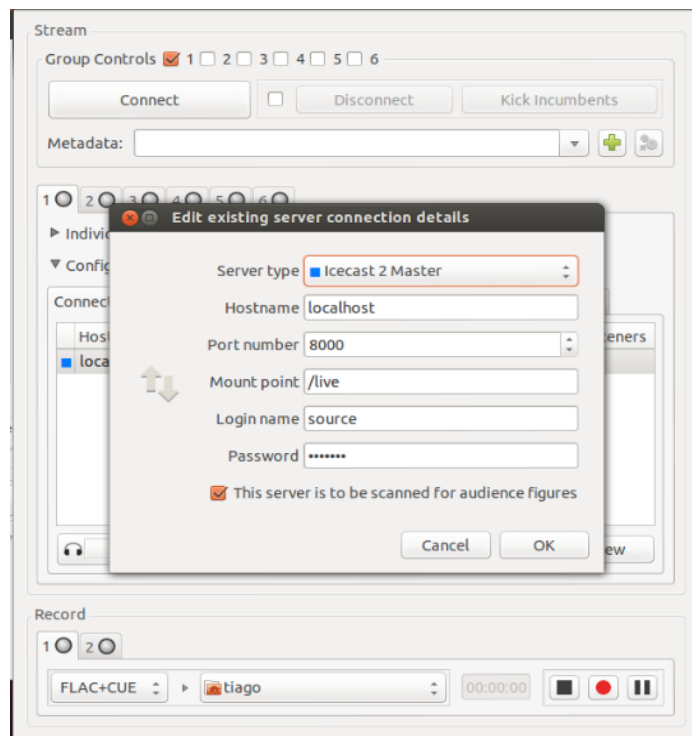 Stream
Group Controls 1 2 3 4 5 6
Connect Disconnect Kick Incumbents
Metadata:
1 2 3 4 5 6
Edit existing server connection details
Server type Icecast 2 Master
Hostname localhost
Port number 8000
Mount point /live
Login name source
Password •••••••
This server is to be scanned for audience figures
Cancel OK
Record
1 2
FLAC+CUE tiago 00:00:00